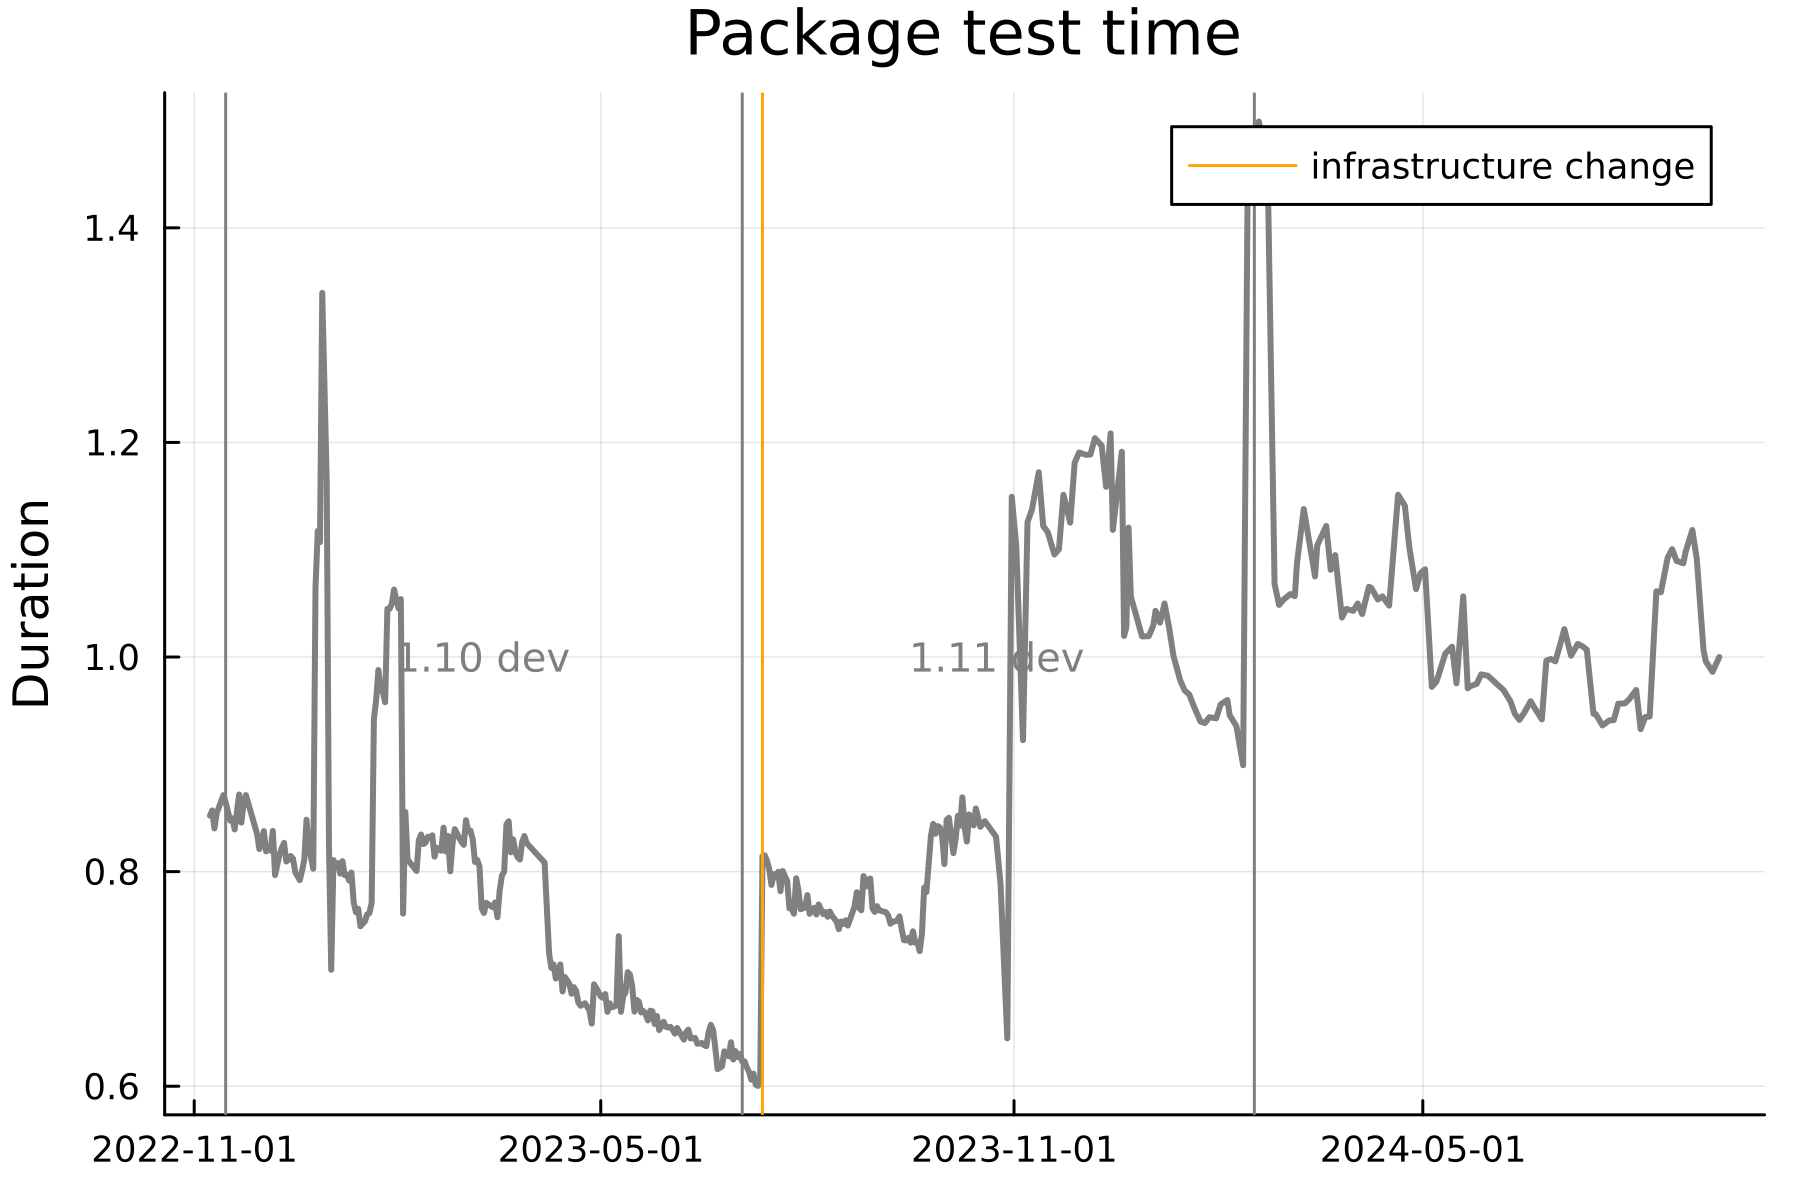 Package test time
infrastructure change
1.4
1.2
1.0
0.8
0.6
Duration
1.10 dev
1.11 dev
2022-11-01
2023-05-01
2023-11-01
2024-05-01